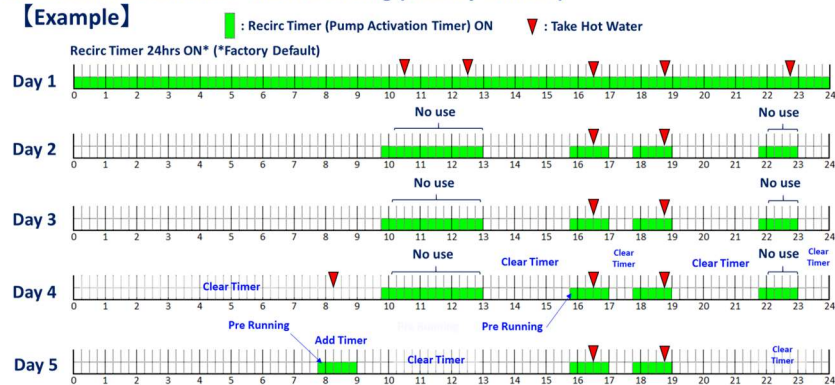 【Example】
: Recirc Timer (Pump Activation Timer) ON
: Take Hot Water
Recirc Timer 24hrs ON* (*Factory Default)
Day 1
0 1 2 3 4 5 6 7 8 9 10 11 12 13 14 15 16 17 18 19 20 21 22 23 24
No use No use
Day 2
0 1 2 3 4 5 6 7 8 9 10 11 12 13 14 15 16 17 18 19 20 21 22 23 24
No use No use
Day 3
0 1 2 3 4 5 6 7 8 9 10 11 12 13 14 15 16 17 18 19 20 21 22 23 24
No use Clear Timer Clear Timer Clear Timer No use Clear Timer
Day 4 Clear Timer
0 1 2 3 4 5 6 7 8 9 10 11 12 13 14 15 16 17 18 19 20 21 22 23 24
Pre Running Pre Running
Add Timer
Day 5 Clear Timer Clear Timer
0 1 2 3 4 5 6 7 8 9 10 11 12 13 14 15 16 17 18 19 20 21 22 23 24